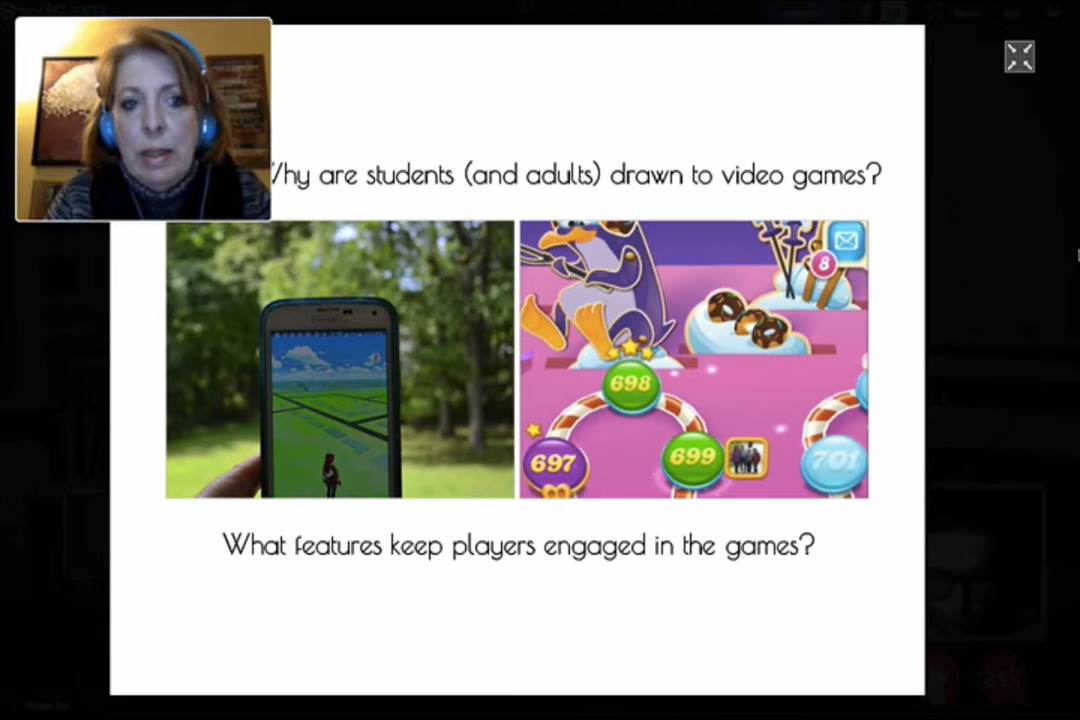 Why are students (and adults) drawn to video games?
8
698
697
699
701
What features keep players engaged in the games?
ask